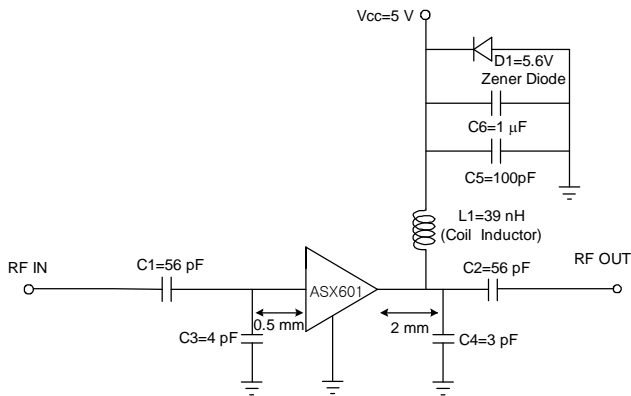 Vcc=5 V
D1=5.6V
Zener Diode
C6=1 μF
C5=100pF
L1=39 nH
(Coil Inductor)
RF IN
C1=56 pF
ASX601
C2=56 pF
RF OUT
0.5 mm
2 mm
C3=4 pF
C4=3 pF